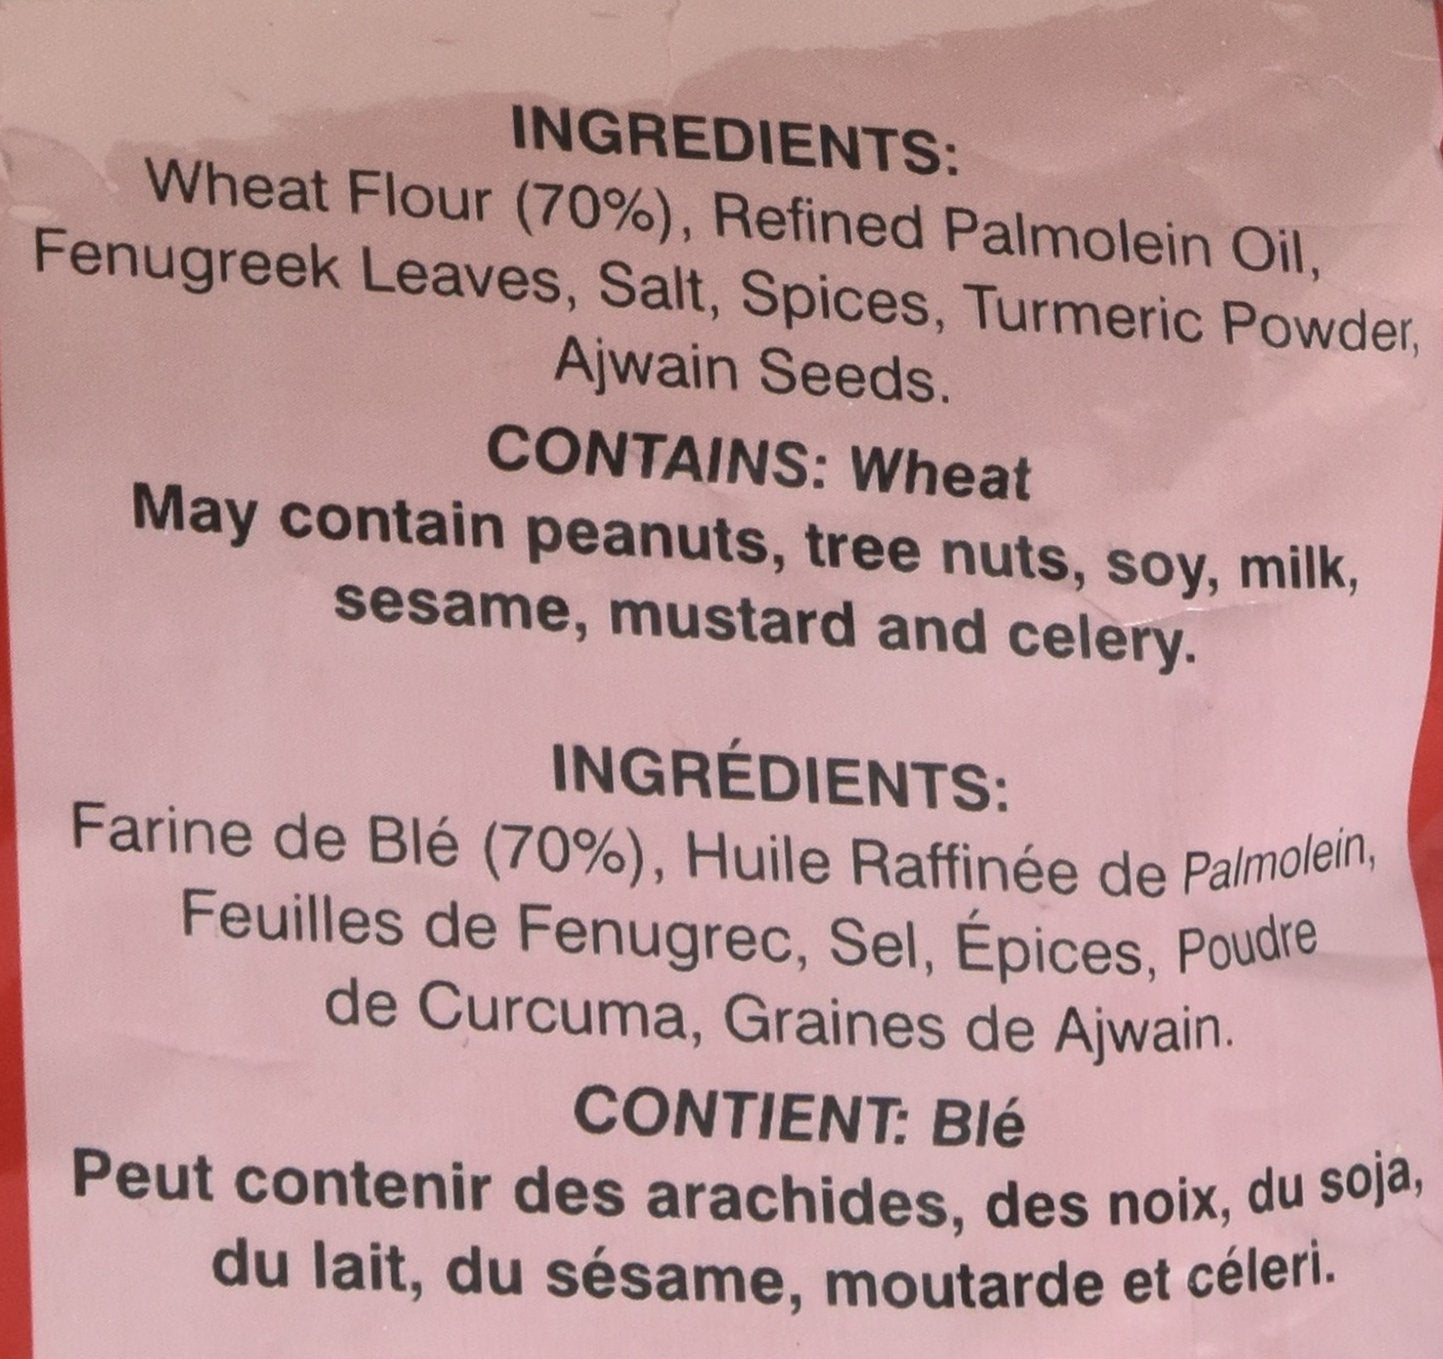 INGREDIENTS:
Wheat Flour (70%), Refined Palmolein Oil,
Fenugreek Leaves, Salt, Spices, Turmeric Powder,
Ajwain Seeds.
CONTAINS: Wheat
May contain peanuts, tree nuts, soy, milk,
sesame, mustard and celery.
INGRÉDIENTS:
Farine de Blé (70%), Huile Raffinée de Palmolein,
Feuilles de Fenugrec, Sel, Épices, Poudre
de Curcuma, Graines de Ajwain.
CONTIENT: Blé
Peut contenir des arachides, des noix, du soja,
du lait, du sésame, moutarde et céleri.